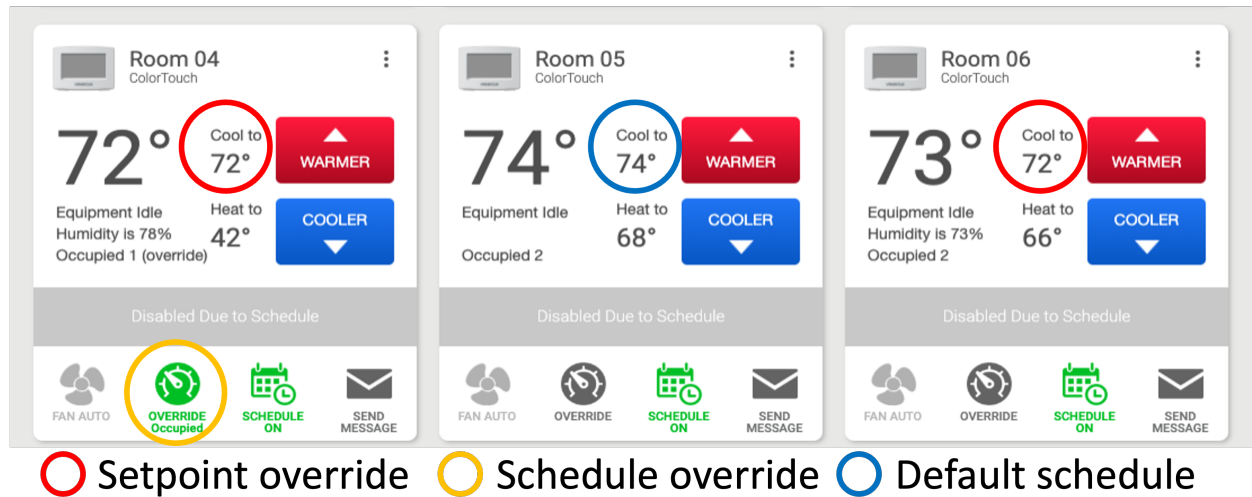 Room 04
ColorTouch
72°
Cool to
72°
WARMER
Equipment Idle
Humidity is 78%
Occupied 1 (override)
Heat to
42°
COOLER
Disabled Due to Schedule
FAN AUTO
OVERRIDE
Occupied
SCHEDULE
ON
SEND
MESSAGE
Room 05
ColorTouch
74°
Cool to
74°
WARMER
Equipment Idle
Occupied 2
Heat to
68°
COOLER
Disabled Due to Schedule
FAN AUTO
OVERRIDE
SCHEDULE
ON
SEND
MESSAGE
Room 06
ColorTouch
73°
Cool to
72°
WARMER
Equipment Idle
Humidity is 73%
Occupied 2
Heat to
66°
COOLER
Disabled Due to Schedule
FAN AUTO
OVERRIDE
SCHEDULE
ON
SEND
MESSAGE
Setpoint override
Schedule override
Default schedule